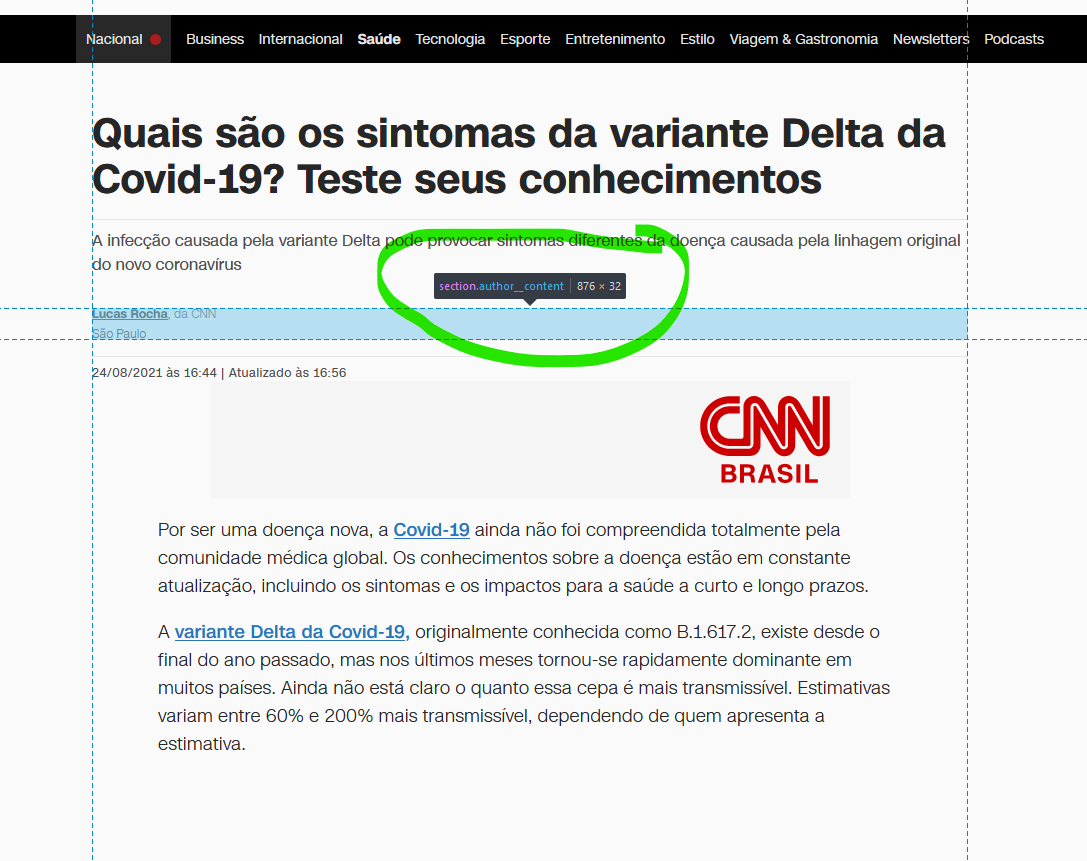 Nacional Business Internacional Saúde Tecnologia Esporte Entretenimento Estilo Viagem & Gastronomia Newsletters Podcasts
Quais são os sintomas da variante Delta da
Covid-19? Teste seus conhecimentos
A infecção causada pela variante Delta pode provocar sintomas diferentes da doença causada pela linhagem original
do novo coronavírus
section.author__content 876 × 32
Lucas Rocha, da CNN
São Paulo
24/08/2021 às 16:44 | Atualizado às 16:56
CNN
BRASIL
Por ser uma doença nova, a Covid-19 ainda não foi compreendida totalmente pela
comunidade médica global. Os conhecimentos sobre a doença estão em constante
atualização, incluindo os sintomas e os impactos para a saúde a curto e longo prazos.
A variante Delta da Covid-19, originalmente conhecida como B.1.617.2, existe desde o
final do ano passado, mas nos últimos meses tornou-se rapidamente dominante em
muitos países. Ainda não está claro o quanto essa cepa é mais transmissível. Estimativas
variam entre 60% e 200% mais transmissível, dependendo de quem apresenta a
estimativa.